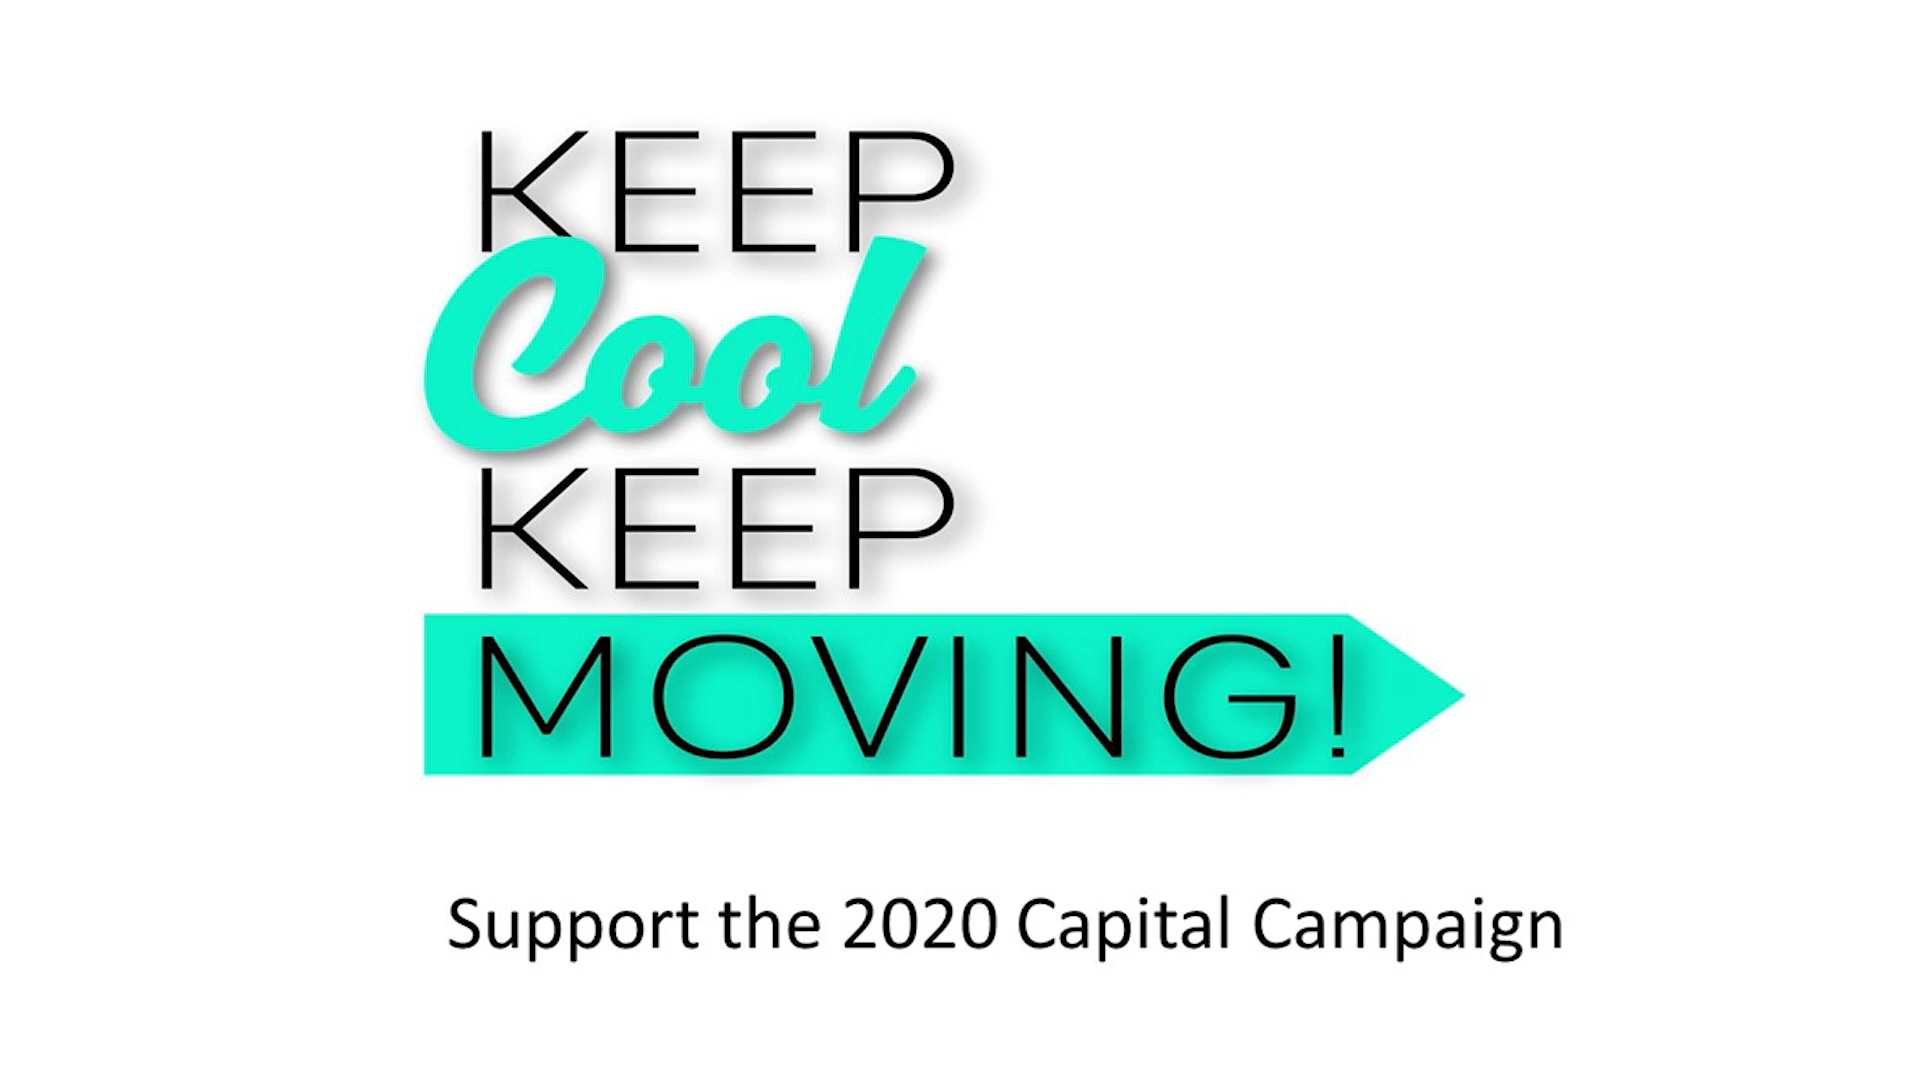 KEEP
Cool
KEEP
MOVING!
Support the 2020 Capital Campaign